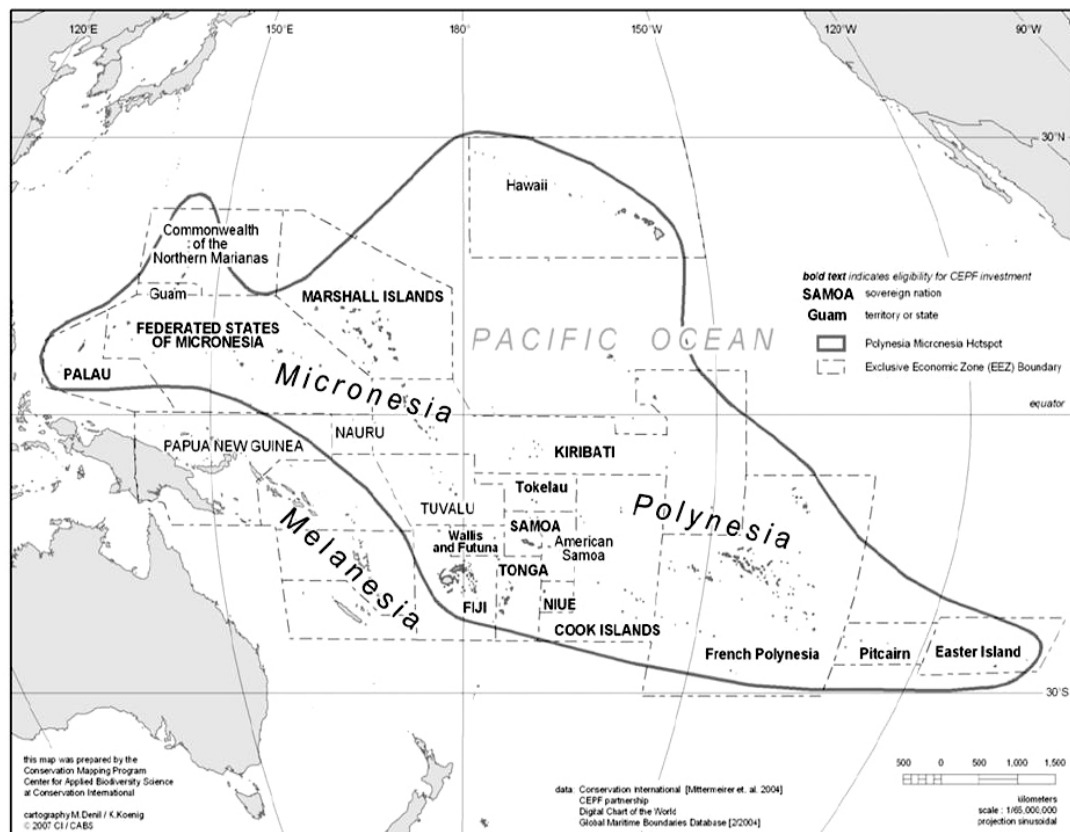 120°E
150°E
180°
150°W
120°W
90°W
30°N
Hawaii
Commonwealth
of the
Northern Marianas
Guam
MARSHALL ISLANDS
FEDERATED STATES
OF MICRONESIA
PALAU
PACIFIC OCEAN
bold text indicates eligibility for CEPF investment
SAMOA sovereign nation
Guam territory or state
Polynesia Micronesia Hotspot
Exclusive Economic Zone (EEZ) Boundary
Micronesia
equator
NAURU
PAPUA NEW GUINEA
KIRIBATI
Tokelau
TUVALU
Polynesia
SAMOA
American
Samoa
Wallis
and Futuna
Melanesia
TONGA
FIJI
NIUE
COOK ISLANDS
French Polynesia
Pitcairn
Easter Island
30°S
this map was prepared by the
Conservation Mapping Program
Center for Applied Biodiversity Science
at Conservation International
cartography M.Denil / K.Koenig
© 2007 CI / CABS
data: Conservation International [Mittermeirer et. al. 2004]
CEPF partnership
Digital Chart of the World
Global Maritime Boundaries Database [2/2004]
500 0 500 1,000 1,500
kilometers
scale : 1/65,000,000
projection sinusoidal